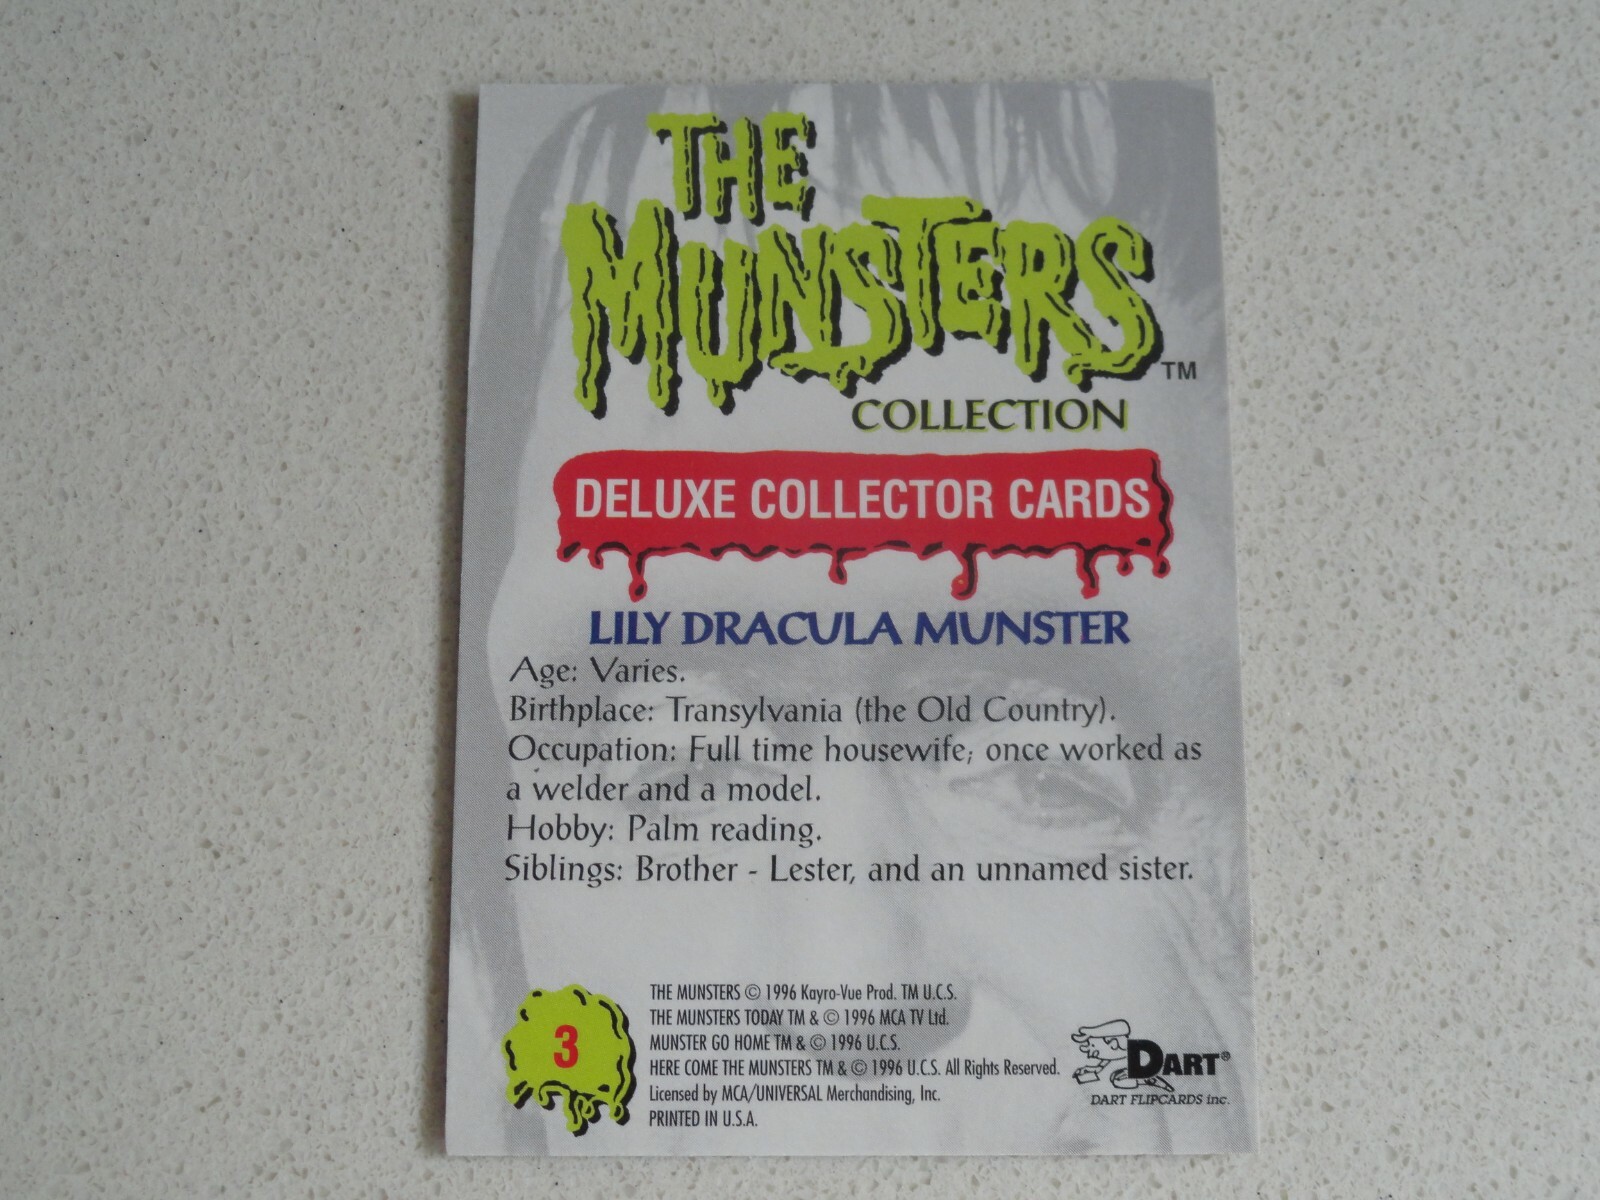 THE
MUNSTERS™
COLLECTION
DELUXE COLLECTOR CARDS
LILY DRACULA MUNSTER
Age: Varies.
Birthplace: Transylvania (the Old Country).
Occupation: Full time housewife; once worked as
a welder and a model.
Hobby: Palm reading.
Siblings: Brother - Lester, and an unnamed sister.
3
THE MUNSTERS © 1996 Kayro-Vue Prod. TM U.C.S.
THE MUNSTERS TODAY TM & © 1996 MCA TV Ltd.
MUNSTER GO HOME TM & © 1996 U.C.S.
HERE COME THE MUNSTERS TM & © 1996 U.C.S. All Rights Reserved.
Licensed by MCA/UNIVERSAL Merchandising, Inc.
PRINTED IN U.S.A.
DART®
DART FLIPCARDS inc.